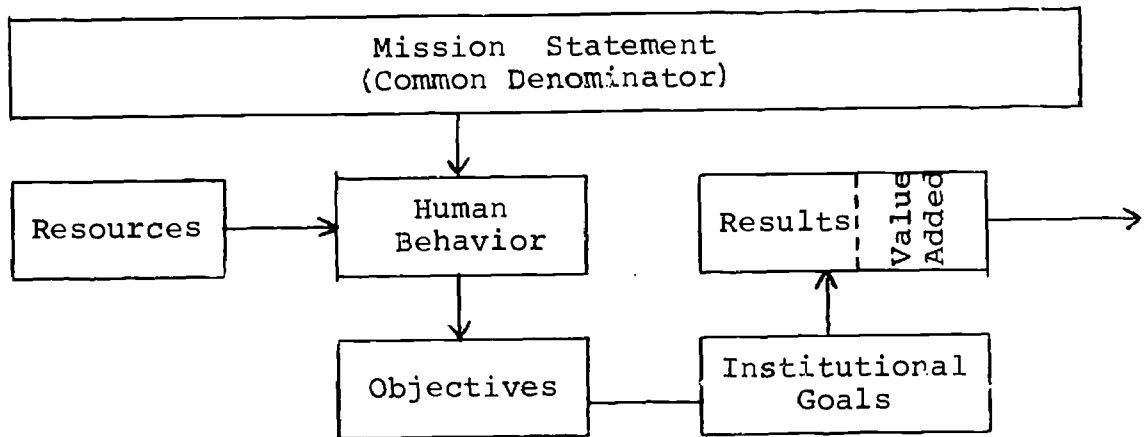 Mission Statement
(Common Denominator)
Resources
Human
Behavior
Results
Value
Added
Objectives
Institutional
Goals